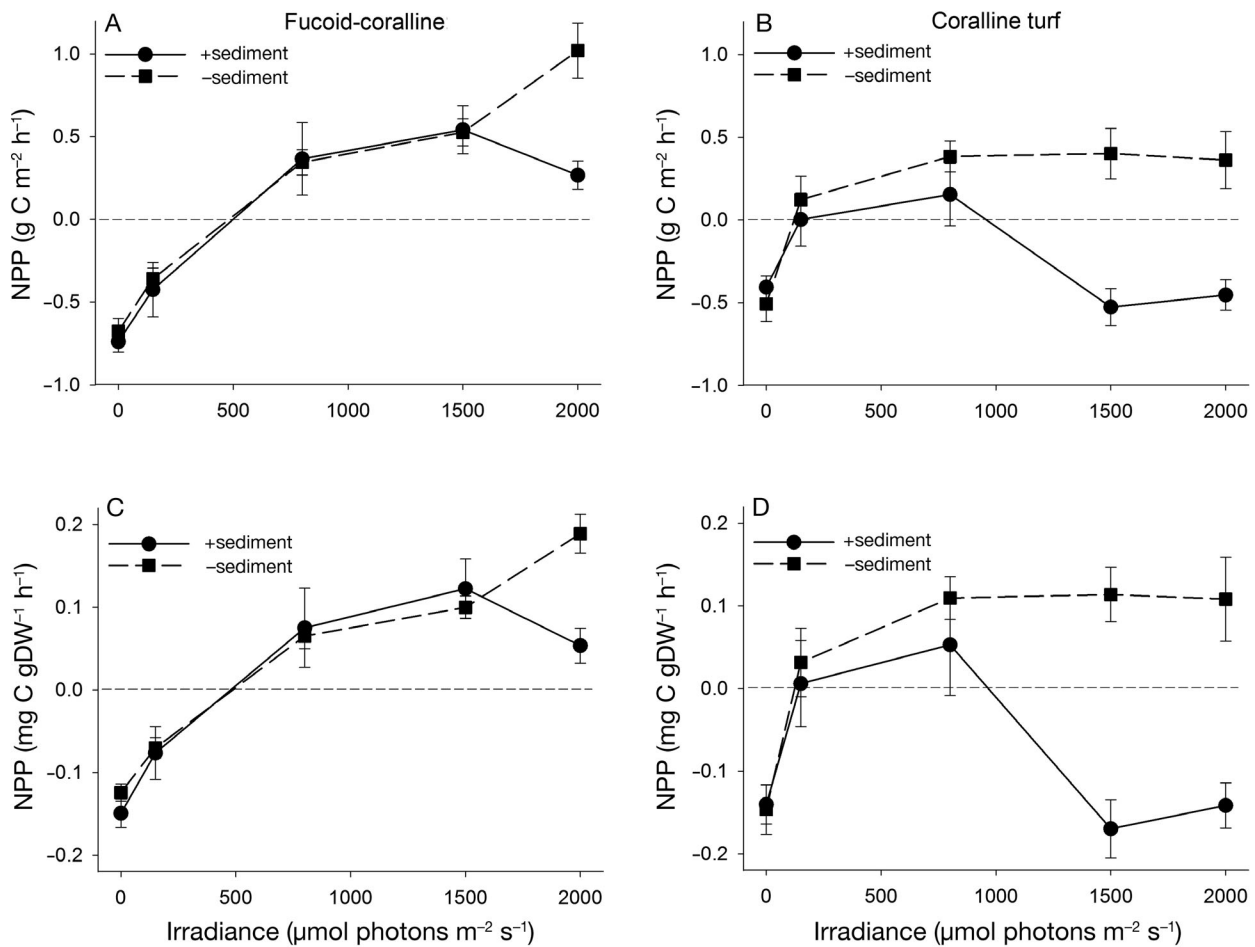 A
Fucoid-coralline
+sediment
–sediment
NPP (g C m⁻² h⁻¹)
1.0
0.5
0.0
–0.5
–1.0
0
500
1000
1500
2000
B
Coralline turf
+sediment
–sediment
NPP (g C m⁻² h⁻¹)
1.0
0.5
0.0
–0.5
–1.0
0
500
1000
1500
2000
C
+sediment
–sediment
NPP (mg C gDW⁻¹ h⁻¹)
0.2
0.1
0.0
–0.1
–0.2
0
500
1000
1500
2000
Irradiance (µmol photons m⁻² s⁻¹)
D
+sediment
–sediment
NPP (mg C gDW⁻¹ h⁻¹)
0.2
0.1
0.0
–0.1
–0.2
0
500
1000
1500
2000
Irradiance (µmol photons m⁻² s⁻¹)